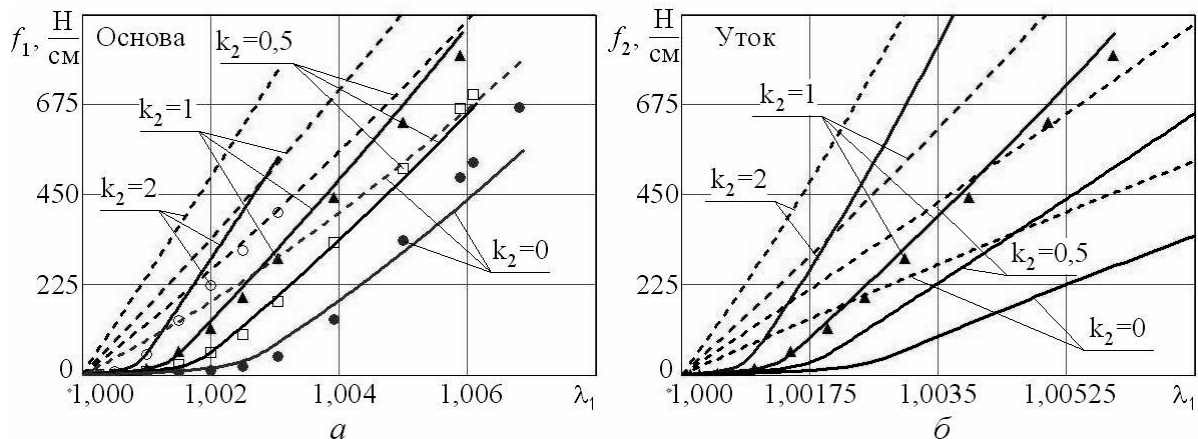 f₁, Н/см
Основа
k₂=0,5
k₂=1
k₂=2
k₂=0
675
450
225
0
1,000 1,002 1,004 1,006 λ₁
а
f₂, Н/см
Уток
k₂=1
k₂=2
k₂=0,5
k₂=0
675
450
225
0
1,000 1,00175 1,0035 1,00525 λ₁
б